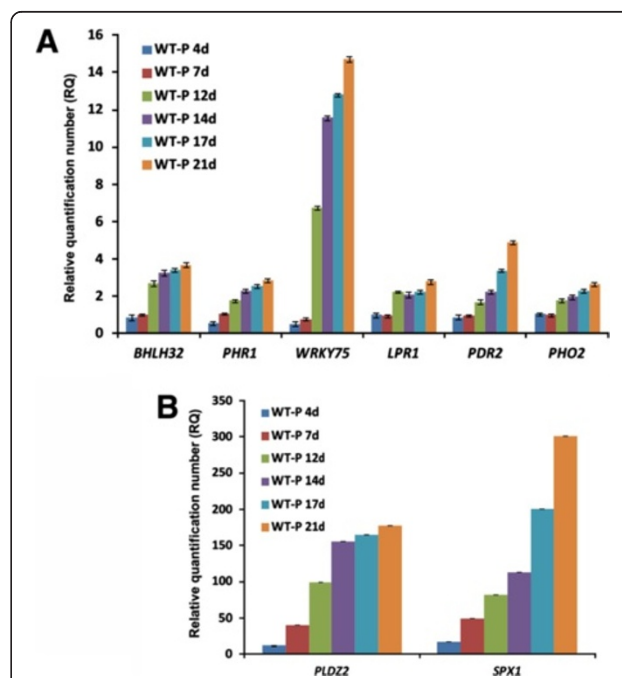 A
Relative quantification number (RQ)
16
14
12
10
8
6
4
2
0
WT-P 4d
WT-P 7d
WT-P 12d
WT-P 14d
WT-P 17d
WT-P 21d
BHLH32 PHR1 WRKY75 LPR1 PDR2 PHO2
B
Relative quantification number (RQ)
350
300
250
200
150
100
50
0
WT-P 4d
WT-P 7d
WT-P 12d
WT-P 14d
WT-P 17d
WT-P 21d
PLDZ2 SPX1